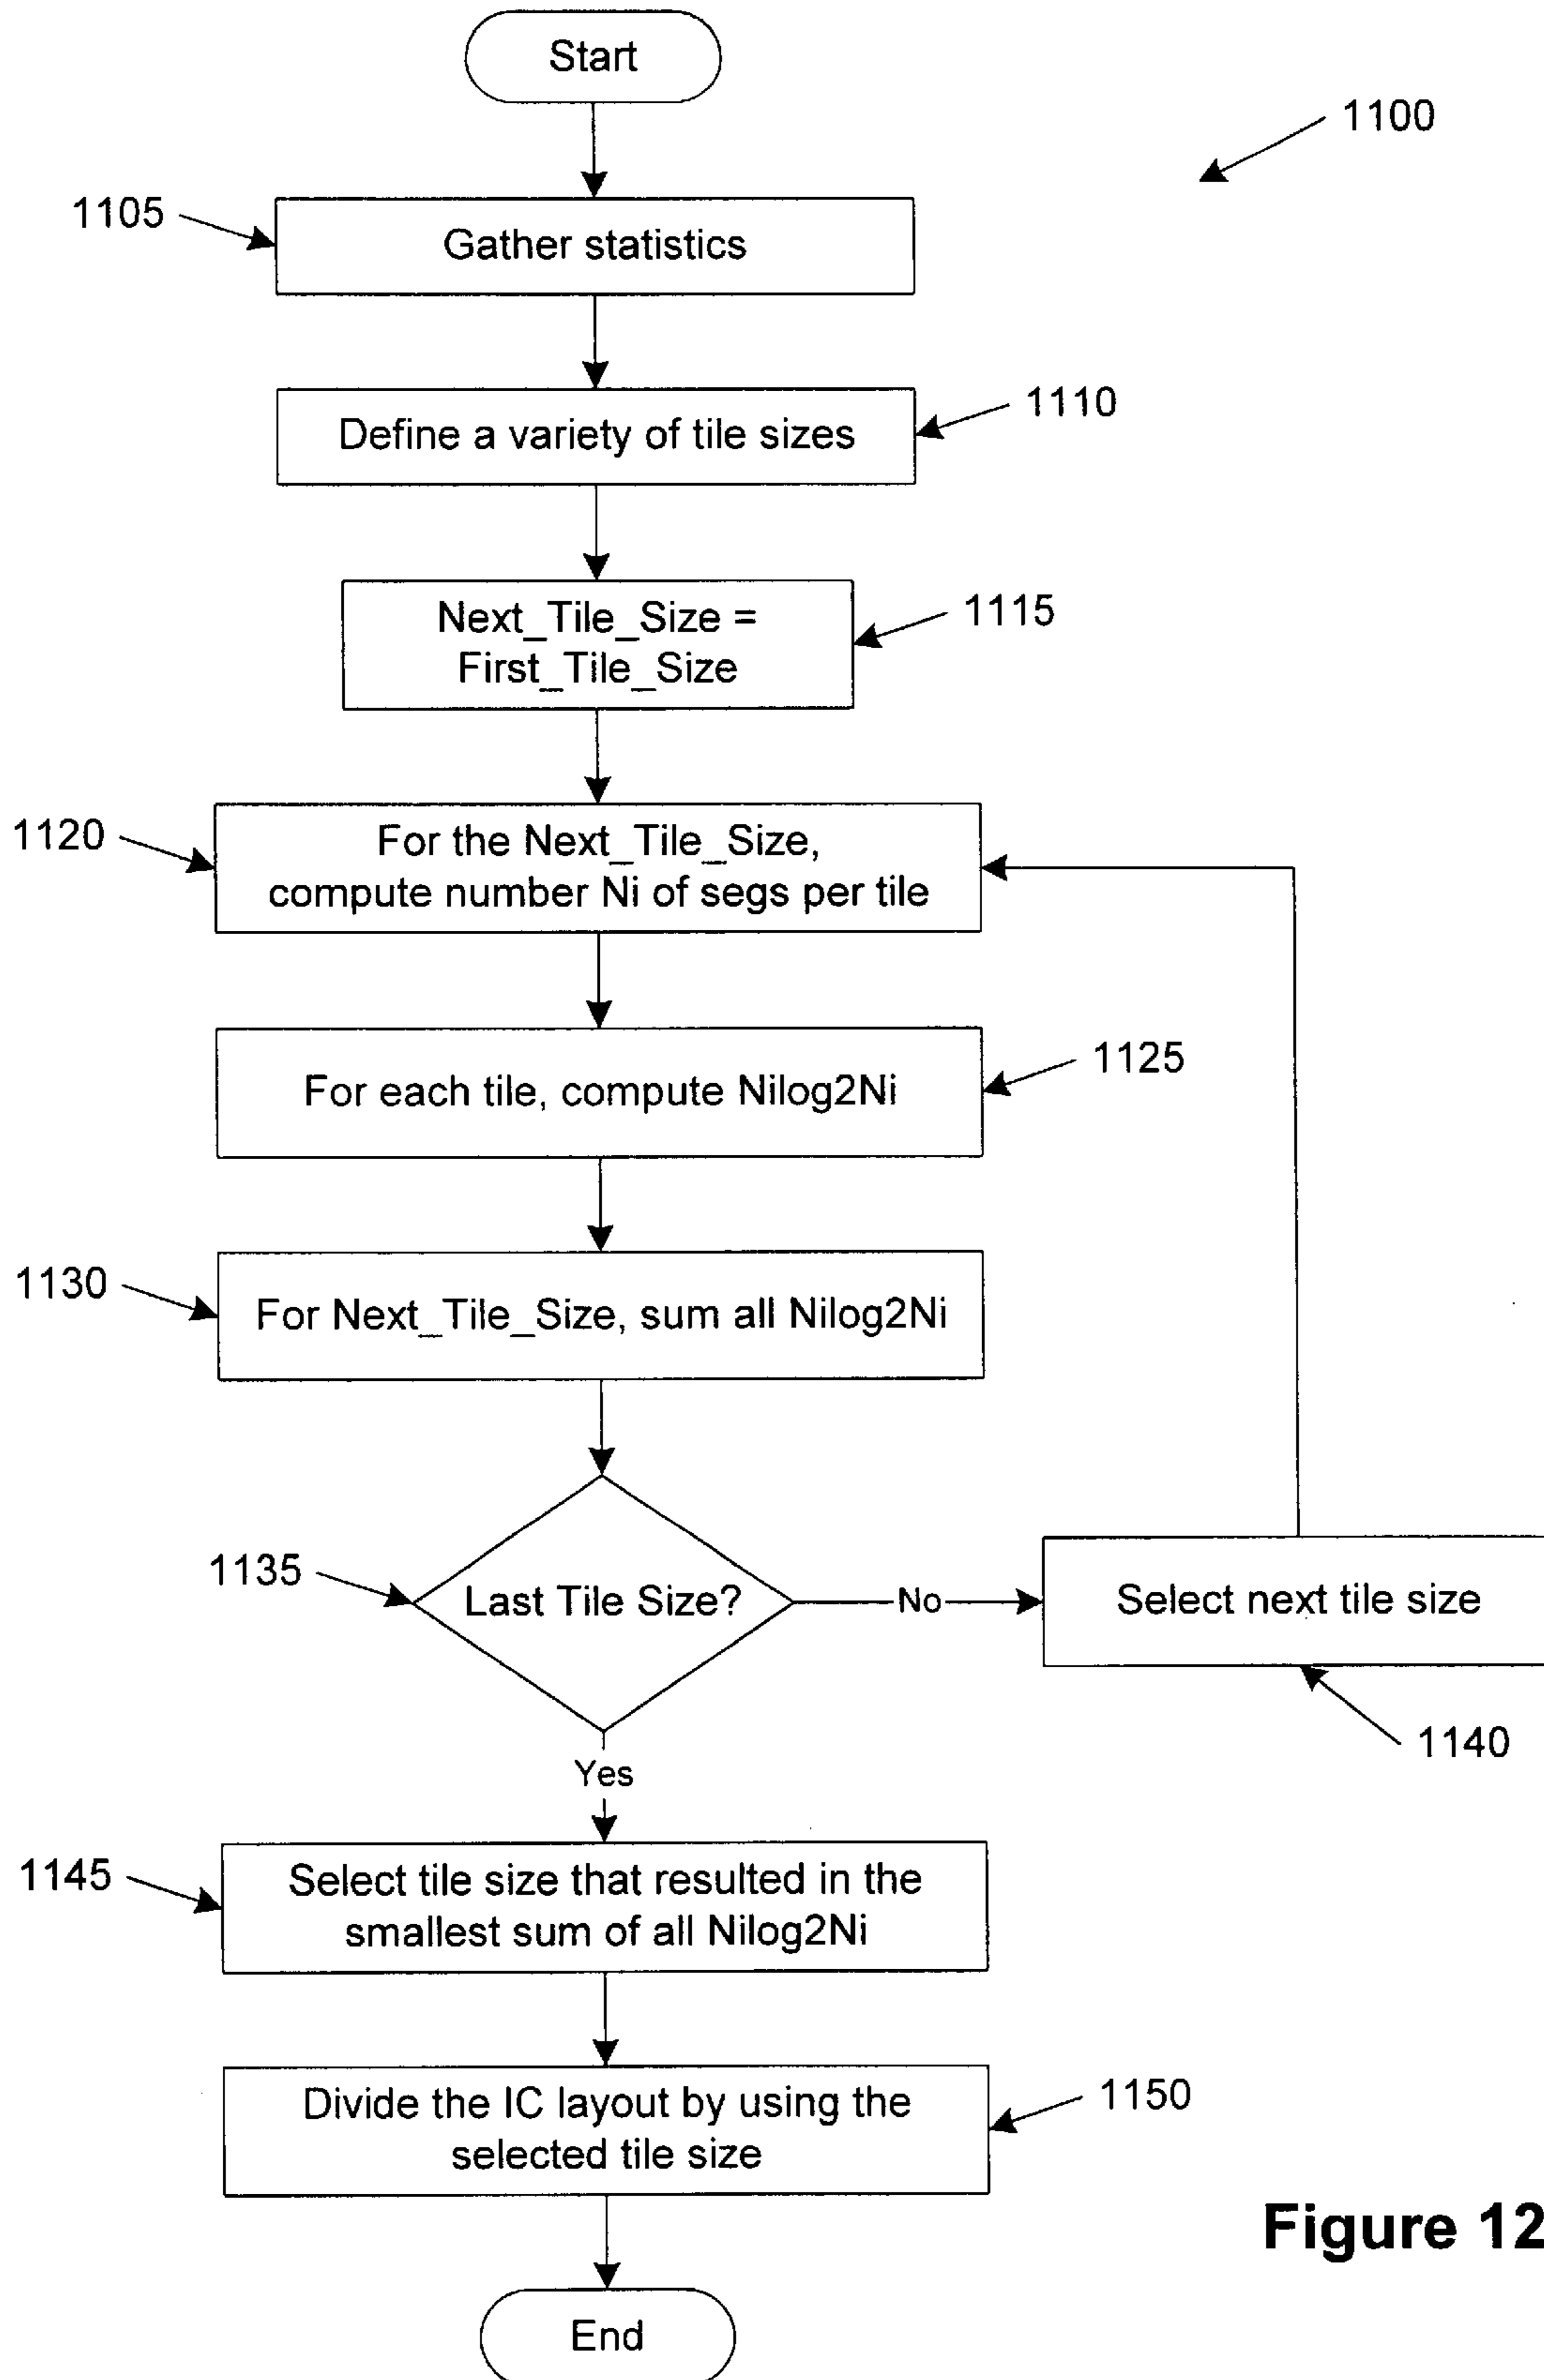 Start
1100
1105
Gather statistics
Define a variety of tile sizes
1110
Next_Tile_Size =
First_Tile_Size
1115
1120
For the Next_Tile_Size,
compute number Ni of segs per tile
For each tile, compute Nilog2Ni
1125
1130
For Next_Tile_Size, sum all Nilog2Ni
1135
Last Tile Size?
No
Select next tile size
1140
Yes
1145
Select tile size that resulted in the
smallest sum of all Nilog2Ni
Divide the IC layout by using the
selected tile size
1150
Figure 12
End